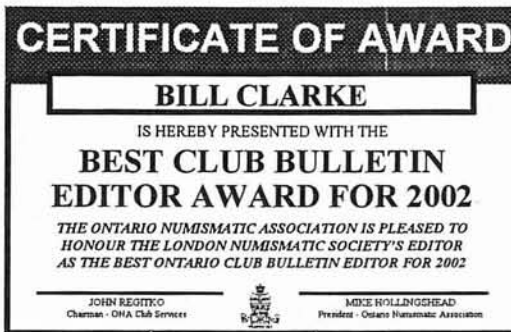 CERTIFICATE OF AWARD
BILL CLARKE
IS HEREBY PRESENTED WITH THE
BEST CLUB BULLETIN
EDITOR AWARD FOR 2002
THE ONTARIO NUMISMATIC ASSOCIATION IS PLEASED TO
HONOUR THE LONDON NUMISMATIC SOCIETY'S EDITOR
AS THE BEST ONTARIO CLUB BULLETIN EDITOR FOR 2002
JOHN REGITKO
Chairman - ONA Club Services
MIKE HOLLINGSHEAD
President - Ontario Numismatic Association